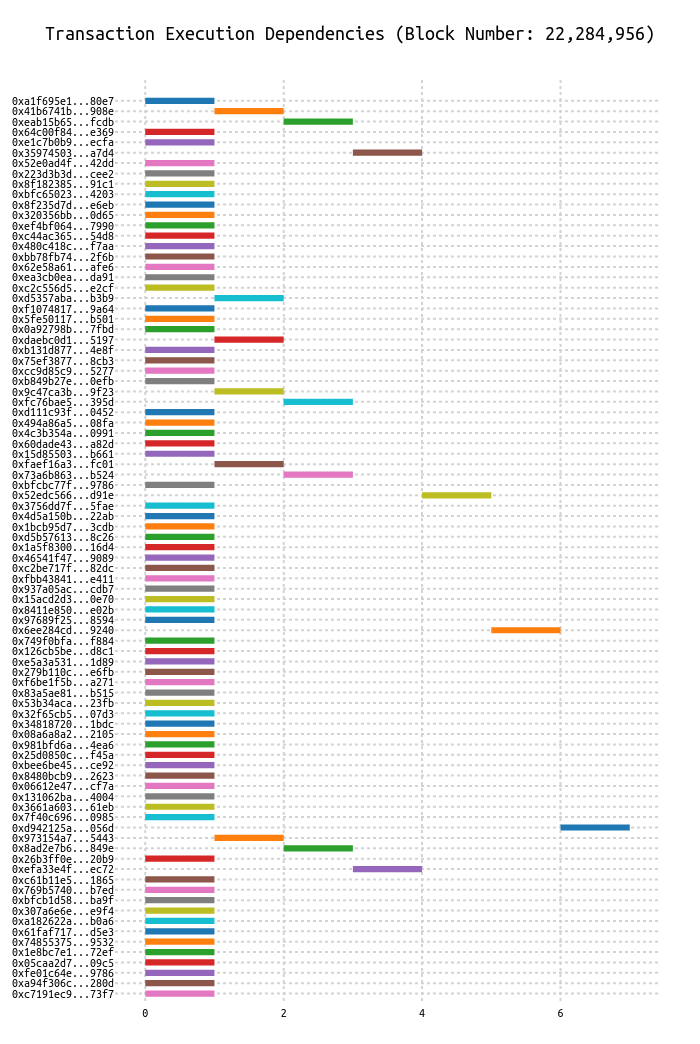 Transaction Execution Dependencies (Block Number: 22,284,956)
0xa1f695e1...80e7
0x41b6741b...908e
0xeab15b65...fcdb
0x64c00f84...e369
0xe1c7b0b9...ecfa
0x35974503...a7d4
0x52e0ad4f...42dd
0x223d3b3d...cee2
0x8f182385...91c1
0xbfc65023...4203
0x8f235d7d...e6eb
0x320356bb...0d65
0xef4bf064...7990
0xc44ac365...54d8
0x480c418c...f7aa
0xbb78fb74...2f6b
0x62e58a61...afe6
0xea3cb0ea...da91
0xc2c556d5...e2cf
0xd5357aba...b3b9
0xf1074817...9a64
0x5fe50117...b501
0x0a92798b...7fbd
0xdaebc0d1...5197
0xb131d877...4e8f
0x75ef3877...8cb3
0xcc9d85c9...5277
0xb849b27e...0efb
0x9c47ca3b...9f23
0xfc76bae5...395d
0xd111c93f...0452
0x494a86a5...08fa
0x4c3b354a...0991
0x60dade43...a82d
0x15d85503...b661
0xfaef16a3...fc01
0x73a6b863...b524
0xbfcbc77f...9786
0x52edc566...d91e
0x3756dd7f...5fae
0x4d5a150b...22ab
0x1bcb95d7...3cdb
0xd5b57613...8c26
0x1a5f8300...16d4
0x46541f47...9089
0xc2be717f...82dc
0xfbb43841...e411
0x937a05ac...cdb7
0x15acd2d3...0e70
0x8411e850...e02b
0x97689f25...8594
0x6ee284cd...9240
0x749f0bfa...f884
0x126cb5be...d8c1
0xe5a3a531...1d89
0x279b110c...e6fb
0xf6be1f5b...a271
0x83a5ae81...b515
0x53b34aca...23fb
0x32f65cb5...07d3
0x34818720...1bdc
0x08a6a8a2...2105
0x981bfd6a...4ea6
0x25d0850c...f45a
0xbee6be45...ce92
0x8480bcb9...2623
0x06612e47...cf7a
0x131062ba...4004
0x3661a603...61eb
0x7f40c696...0985
0xd942125a...056d
0x973154a7...5443
0x8ad2e7b6...849e
0x26b3ff0e...20b9
0xefa33e4f...ec72
0xc61b11e5...1865
0x769b5740...b7ed
0xbfcb1d58...ba9f
0x307a6e6e...e9f4
0xa182622a...b0a6
0x61faf717...d5e3
0x74855375...9532
0x1e8bc7e1...72ef
0x05caa2d7...09c5
0xfe01c64e...9786
0xa94f306c...280d
0xc7191ec9...73f7
0 2 4 6